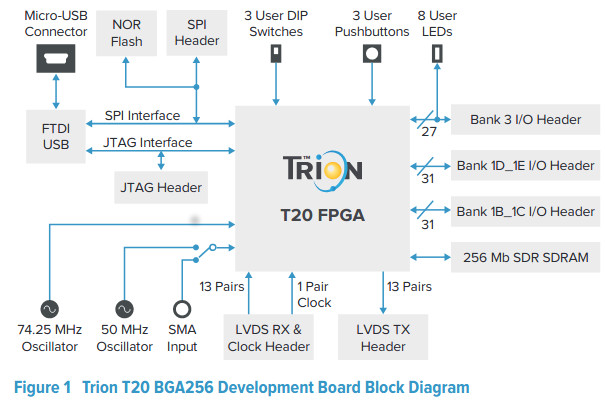 Micro-USB
Connector
NOR
Flash
SPI
Header
3 User DIP
Switches
3 User
Pushbuttons
8 User
LEDs
FTDI
USB
SPI Interface
JTAG Interface
JTAG Header
TRION™
T20 FPGA
27
Bank 3 I/O Header
31
Bank 1D_1E I/O Header
31
Bank 1B_1C I/O Header
256 Mb SDR SDRAM
13 Pairs
1 Pair
Clock
13 Pairs
74.25 MHz
Oscillator
50 MHz
Oscillator
SMA
Input
LVDS RX &
Clock Header
LVDS TX
Header
Figure 1 Trion T20 BGA256 Development Board Block Diagram